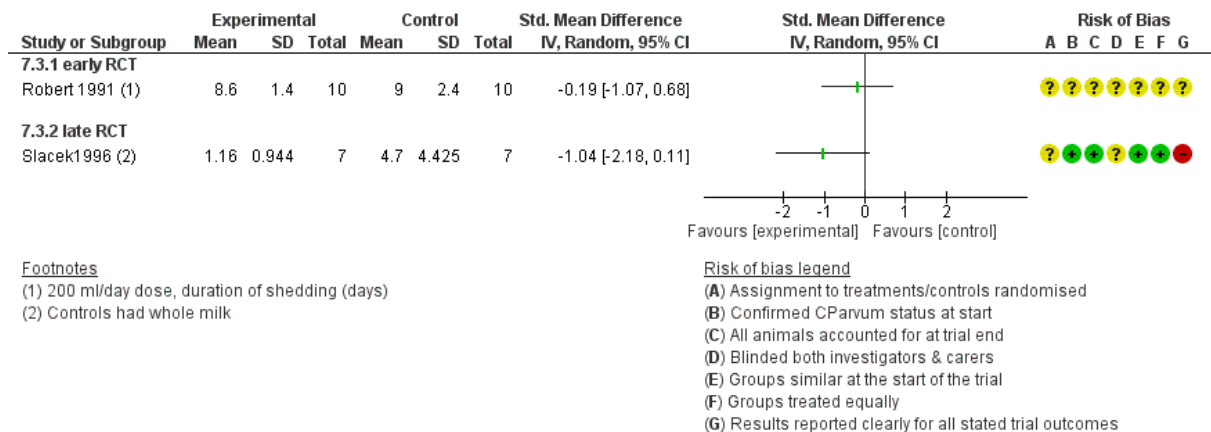 Experimental Control Std. Mean Difference Std. Mean Difference Risk of Bias
Study or Subgroup Mean SD Total Mean SD Total IV, Random, 95% CI IV, Random, 95% CI A B C D E F G
7.3.1 early RCT
Robert 1991 (1) 8.6 1.4 10 9 2.4 10 -0.19 [-1.07, 0.68] ? ? ? ? ? ? ?
7.3.2 late RCT
Slacek1996 (2) 1.16 0.944 7 4.7 4.425 7 -1.04 [-2.18, 0.11] ? + + ? + + -
-2 -1 0 1 2
Favours [experimental] Favours [control]
Footnotes
(1) 200 ml/day dose, duration of shedding (days)
(2) Controls had whole milk
Risk of bias legend
(A) Assignment to treatments/controls randomised
(B) Confirmed CParvum status at start
(C) All animals accounted for at trial end
(D) Blinded both investigators & carers
(E) Groups similar at the start of the trial
(F) Groups treated equally
(G) Results reported clearly for all stated trial outcomes